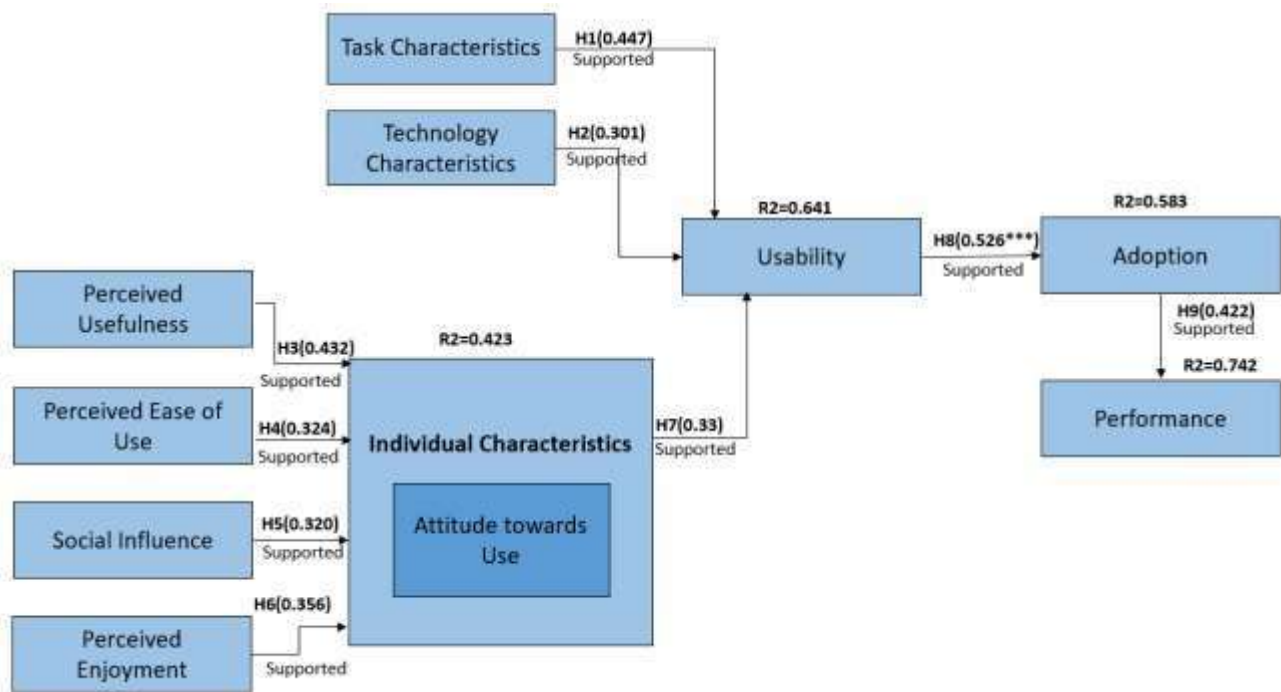 Task Characteristics
H1(0.447)
Supported
Technology
Characteristics
H2(0.301)
Supported
R2=0.641
Usability
H8(0.526***)
Supported
R2=0.583
Adoption
H9(0.422)
Supported
R2=0.742
Performance
Perceived
Usefulness
H3(0.432)
Supported
R2=0.423
Perceived Ease of
Use
H4(0.324)
Supported
Individual Characteristics
H7(0.33)
Supported
Social Influence
H5(0.320)
Supported
Attitude towards
Use
Perceived
Enjoyment
H6(0.356)
Supported